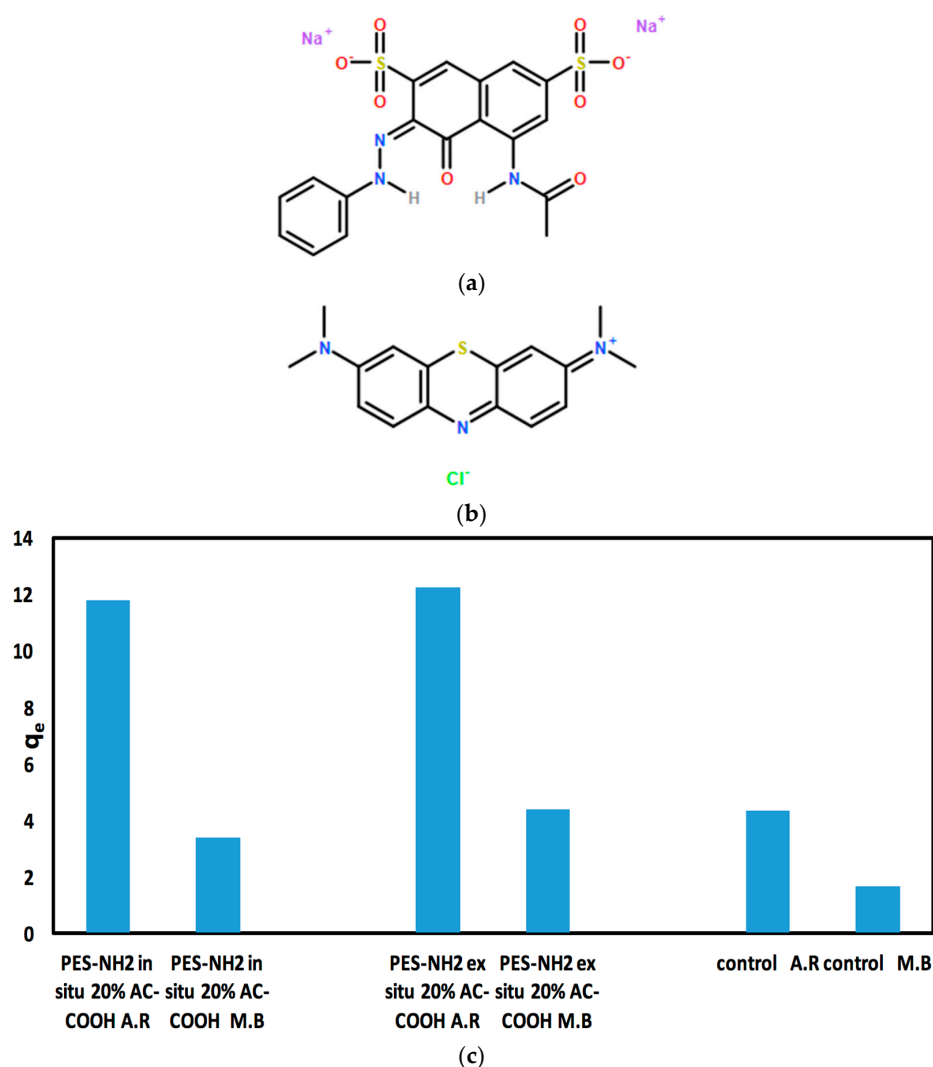 Na+ Na+
O O
O- S S O-
O O
N
N H O N O
H
(a)
N S N+
N
Cl-
(b)
14
12
10
8
qe
6
4
2
0
PES-NH2 in PES-NH2 in PES-NH2 ex PES-NH2 ex control A.R control M.B
situ 20% AC- situ 20% AC- situ 20% AC- situ 20% AC-
COOH A.R COOH M.B COOH A.R COOH M.B
(c)